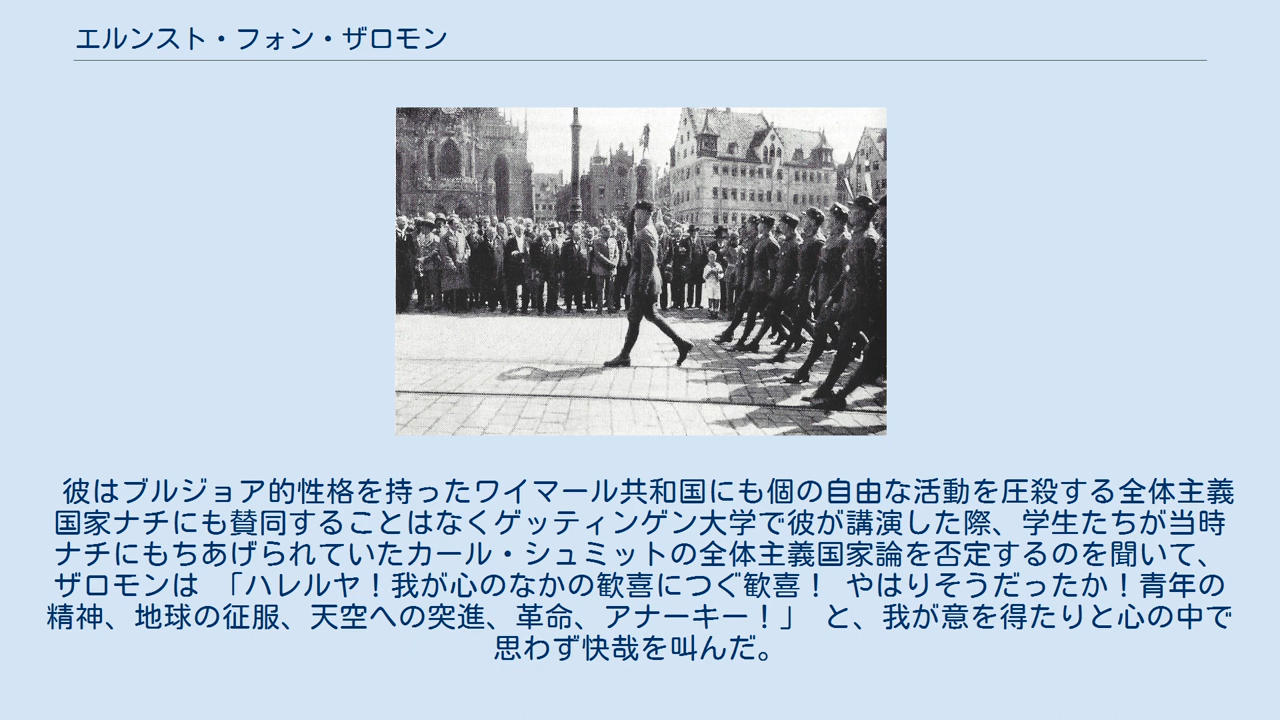 エルンスト・フォン・ザロモン
彼はブルジョア的性格を持ったワイマール共和国にも個の自由な活動を圧殺する全体主義
国家ナチにも賛同することはなくゲッティンゲン大学で彼が講演した際、学生たちが当時
ナチにもちあげられていたカール・シュミットの全体主義国家論を否定するのを聞いて、
ザロモンは 「ハレルヤ！我が心のなかの歓喜につぐ歓喜！ やはりそうだったか！青年の
精神、地球の征服、天空への突進、革命、アナーキー！」 と、我が意を得たりと心の中で
思わず快哉を叫んだ。